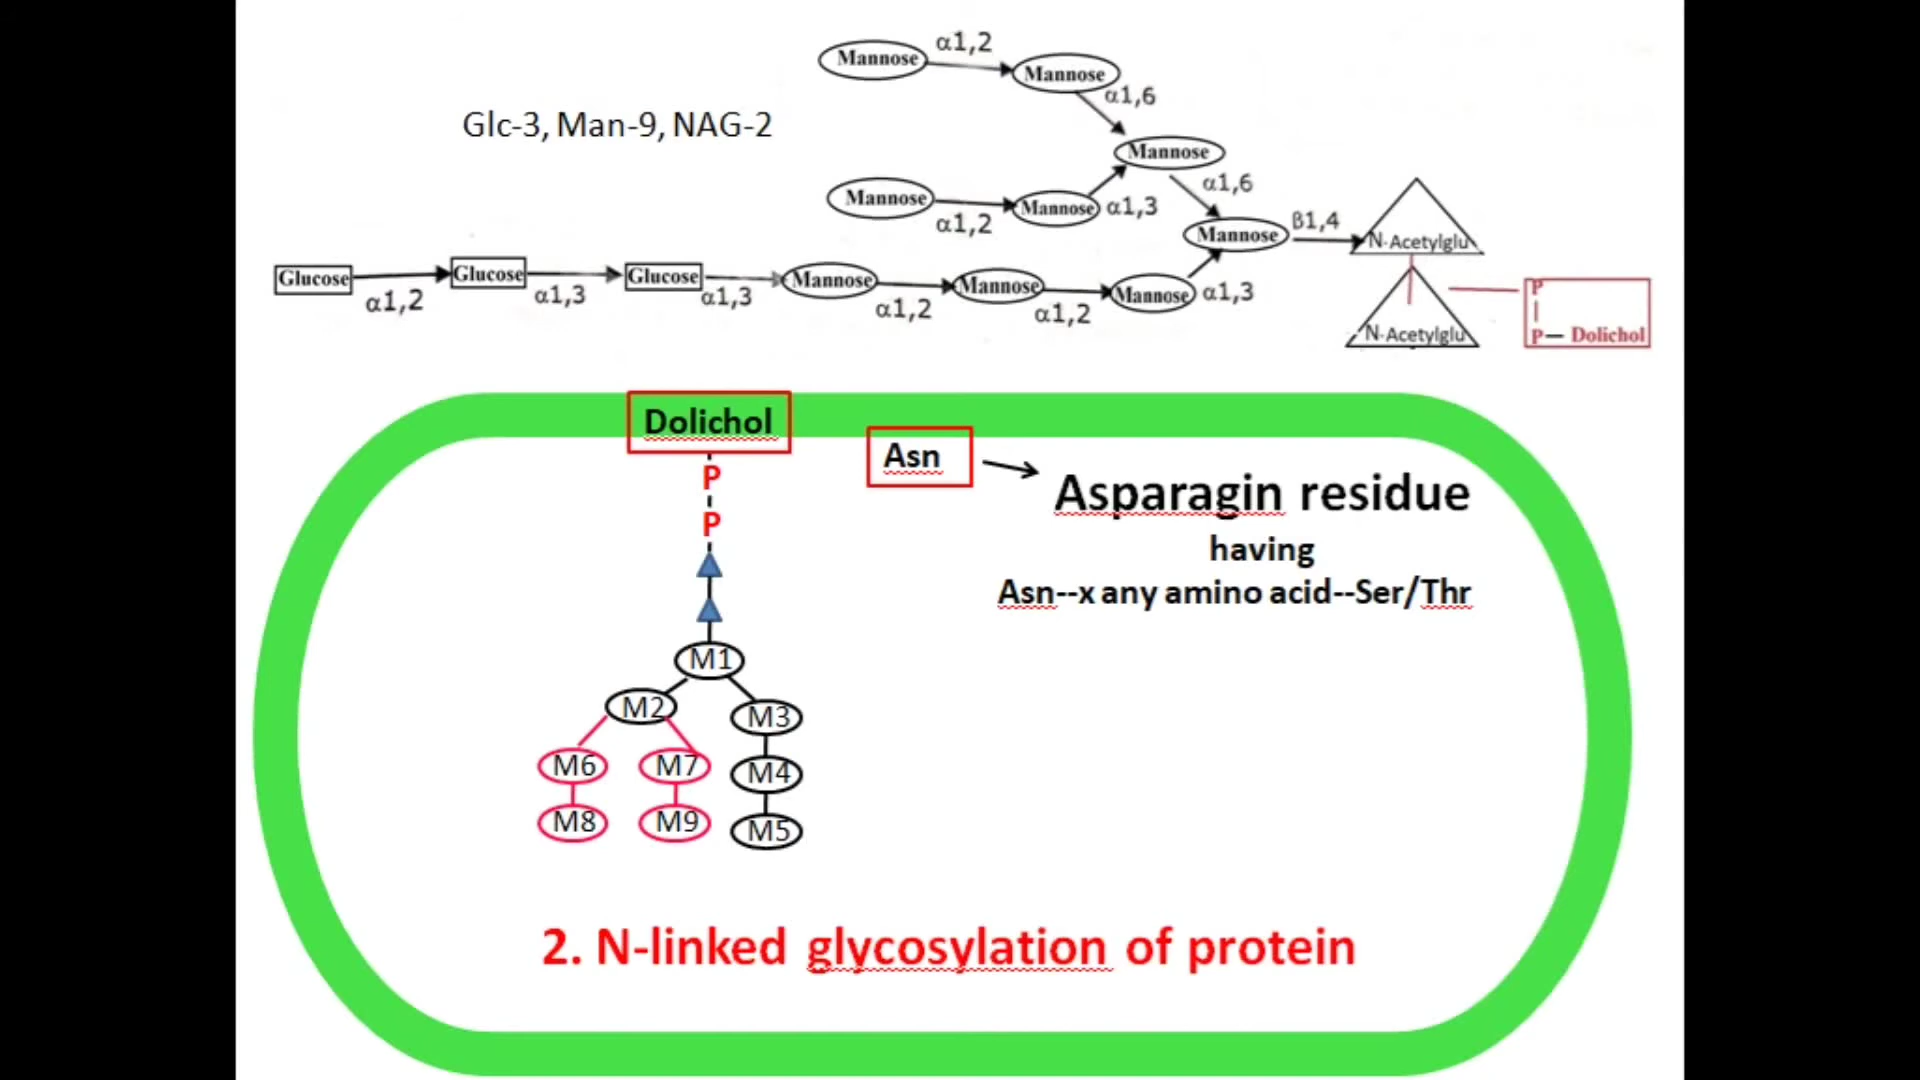 Mannose
α1,2
Mannose
α1,6
Glc-3, Man-9, NAG-2
Mannose
α1,6
Mannose
α1,2
Mannose
α1,3
Mannose
β1,4
N-Acetylglu
Glucose
α1,2
Glucose
α1,3
Glucose
α1,3
Mannose
α1,2
Mannose
α1,2
Mannose
α1,3
N-Acetylglu
P
P — Dolichol
Dolichol
P
P
Asn
Asparagin residue
having
Asn--x any amino acid--Ser/Thr
M1
M2
M3
M6
M7
M4
M8
M9
M5
2. N-linked glycosylation of protein